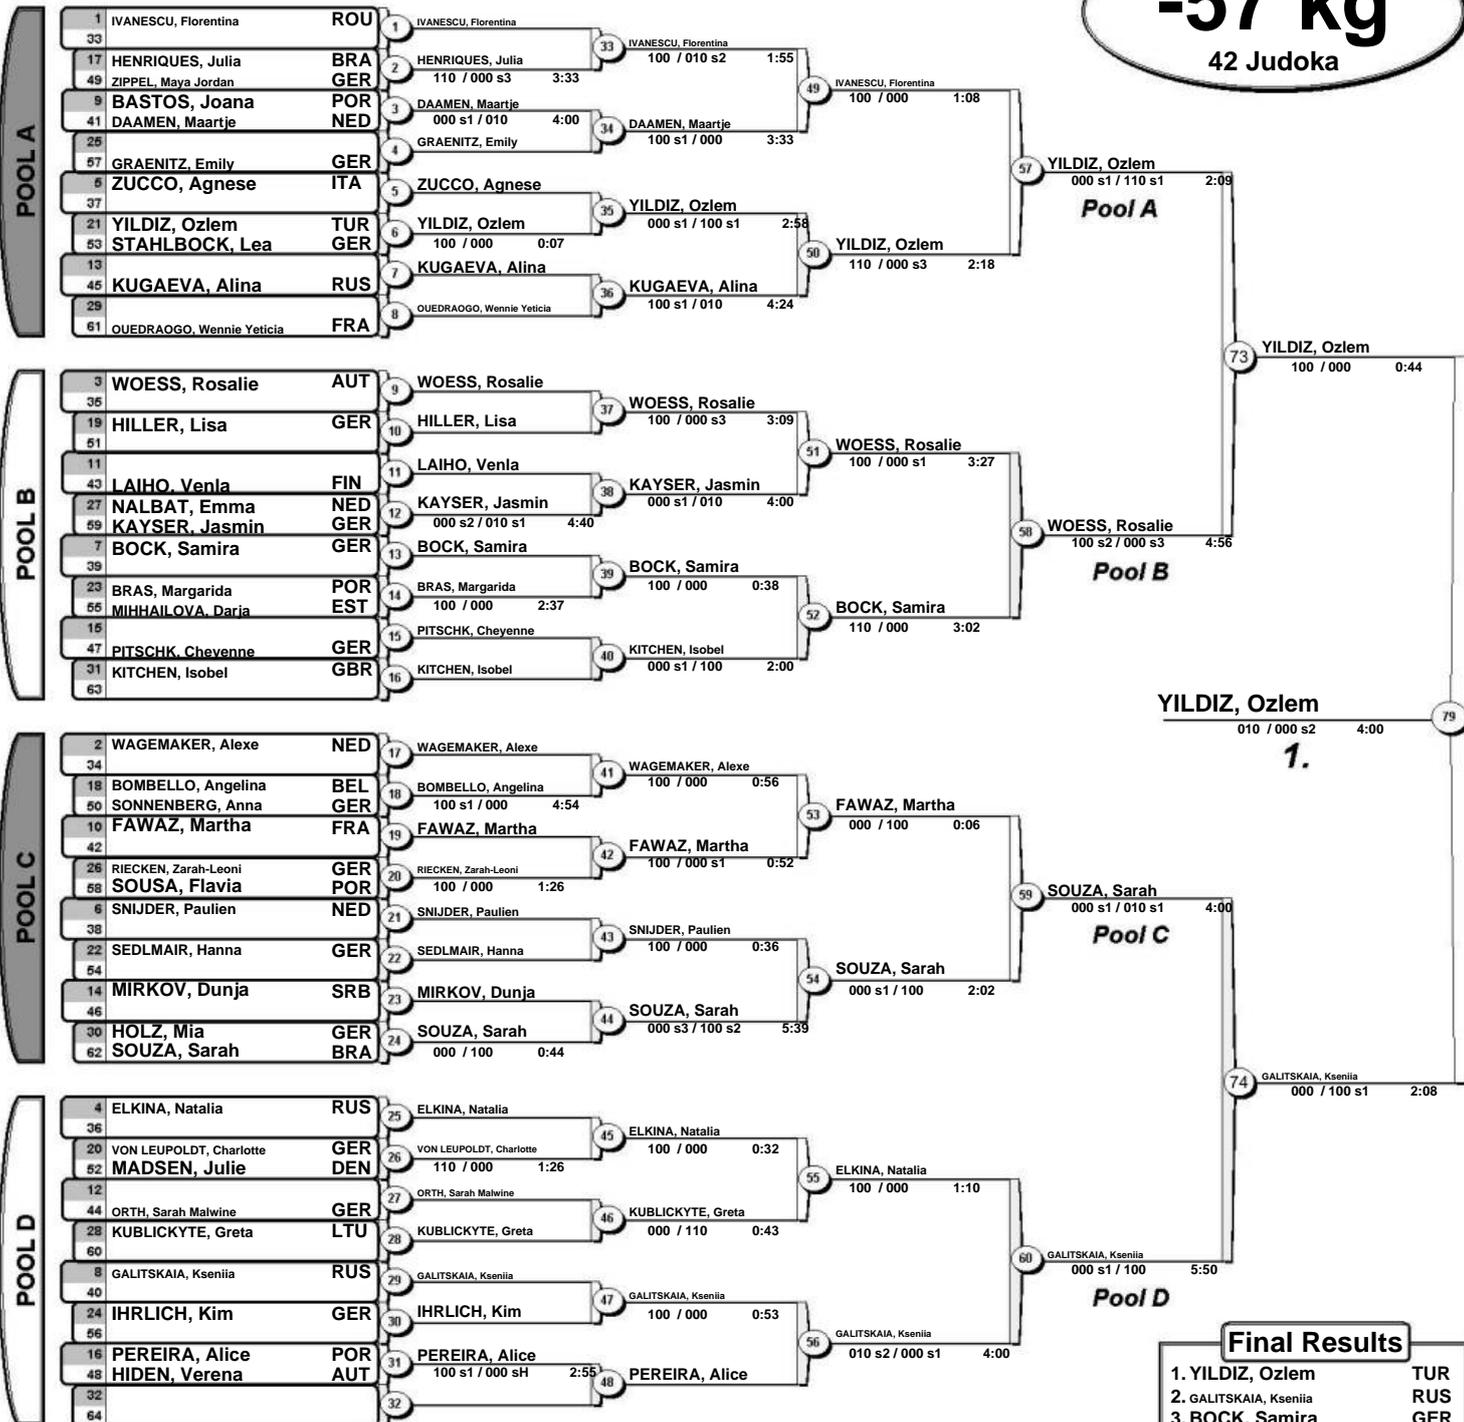 -57 kg
42 Judoka
POOL A
1 IVANESCU, Florentina ROU
33
17 HENRIQUES, Julia BRA
49 ZIPPEL, Maya Jordan GER
9 BASTOS, Joana POR
41 DAAMEN, Maartje NED
25
57 GRAENITZ, Emily GER
5 ZUCCO, Agnese ITA
37
21 YILDIZ, Ozlem TUR
53 STAHLBOCK, Lea GER
13
45 KUGAEVA, Alina RUS
29
61 OUEDRAOGO, Wennie Yeticia FRA
1 IVANESCU, Florentina
2 HENRIQUES, Julia
110 / 000 s3 3:33
3 DAAMEN, Maartje
000 s1 / 010 4:00
4 GRAENITZ, Emily
5 ZUCCO, Agnese
6 YILDIZ, Ozlem
100 / 000 0:07
7 KUGAEVA, Alina
8 OUEDRAOGO, Wennie Yeticia
33 IVANESCU, Florentina
100 / 010 s2 1:55
34 DAAMEN, Maartje
100 s1 / 000 3:33
35 YILDIZ, Ozlem
000 s1 / 100 s1 2:58
36 KUGAEVA, Alina
100 s1 / 010 4:24
49 IVANESCU, Florentina
100 / 000 1:08
50 YILDIZ, Ozlem
110 / 000 s3 2:18
57 YILDIZ, Ozlem
000 s1 / 110 s1 2:09
Pool A
POOL B
3 WOESS, Rosalie AUT
35
19 HILLER, Lisa GER
51
11
43 LAIHO, Venla FIN
27 NALBAT, Emma NED
59 KAYSER, Jasmin GER
7 BOCK, Samira GER
39
23 BRAS, Margarida POR
55 MIHHAILOVA, Darja EST
15
47 PITSCHK, Cheyenne GER
31 KITCHEN, Isobel GBR
63
9 WOESS, Rosalie
10 HILLER, Lisa
11 LAIHO, Venla
12 KAYSER, Jasmin
000 s2 / 010 s1 4:40
13 BOCK, Samira
14 BRAS, Margarida
100 / 000 2:37
15 PITSCHK, Cheyenne
16 KITCHEN, Isobel
37 WOESS, Rosalie
100 / 000 s3 3:09
38 KAYSER, Jasmin
000 s1 / 010 4:00
39 BOCK, Samira
100 / 000 0:38
40 KITCHEN, Isobel
000 s1 / 100 2:00
51 WOESS, Rosalie
100 / 000 s1 3:27
52 BOCK, Samira
110 / 000 3:02
58 WOESS, Rosalie
100 s2 / 000 s3 4:56
Pool B
73 YILDIZ, Ozlem
100 / 000 0:44
YILDIZ, Ozlem 79
010 / 000 s2 4:00
1.
POOL C
2 WAGEMAKER, Alexe NED
34
18 BOMBELLO, Angelina BEL
50 SONNENBERG, Anna GER
10 FAWAZ, Martha FRA
42
26 RIECKEN, Zarah-Leoni GER
58 SOUSA, Flavia POR
6 SNIJDER, Paulien NED
38
22 SEDLMAIR, Hanna GER
54
14 MIRKOV, Dunja SRB
46
30 HOLZ, Mia GER
62 SOUZA, Sarah BRA
17 WAGEMAKER, Alexe
18 BOMBELLO, Angelina
100 s1 / 000 4:54
19 FAWAZ, Martha
20 RIECKEN, Zarah-Leoni
100 / 000 1:26
21 SNIJDER, Paulien
22 SEDLMAIR, Hanna
23 MIRKOV, Dunja
24 SOUZA, Sarah
000 / 100 0:44
41 WAGEMAKER, Alexe
100 / 000 0:56
42 FAWAZ, Martha
100 / 000 s1 0:52
43 SNIJDER, Paulien
100 / 000 0:36
44 SOUZA, Sarah
000 s3 / 100 s2 5:39
53 FAWAZ, Martha
000 / 100 0:06
54 SOUZA, Sarah
000 s1 / 100 2:02
59 SOUZA, Sarah
000 s1 / 010 s1 4:00
Pool C
POOL D
4 ELKINA, Natalia RUS
36
20 VON LEUPOLDT, Charlotte GER
52 MADSEN, Julie DEN
12
44 ORTH, Sarah Malwine GER
28 KUBLICKYTE, Greta LTU
60
8 GALITSKAIA, Kseniia RUS
40
24 IHRLICH, Kim GER
56
16 PEREIRA, Alice POR
48 HIDEN, Verena AUT
32
64
25 ELKINA, Natalia
26 VON LEUPOLDT, Charlotte
110 / 000 1:26
27 ORTH, Sarah Malwine
28 KUBLICKYTE, Greta
29 GALITSKAIA, Kseniia
30 IHRLICH, Kim
31 PEREIRA, Alice
100 s1 / 000 sH 2:55
32
45 ELKINA, Natalia
100 / 000 0:32
46 KUBLICKYTE, Greta
000 / 110 0:43
47 GALITSKAIA, Kseniia
100 / 000 0:53
48 PEREIRA, Alice
55 ELKINA, Natalia
100 / 000 1:10
56 GALITSKAIA, Kseniia
010 s2 / 000 s1 4:00
60 GALITSKAIA, Kseniia
000 s1 / 100 5:50
Pool D
74 GALITSKAIA, Kseniia
000 / 100 s1 2:08
Final Results
1. YILDIZ, Ozlem TUR
2. GALITSKAIA, Kseniia RUS
3. BOCK, Samira GER